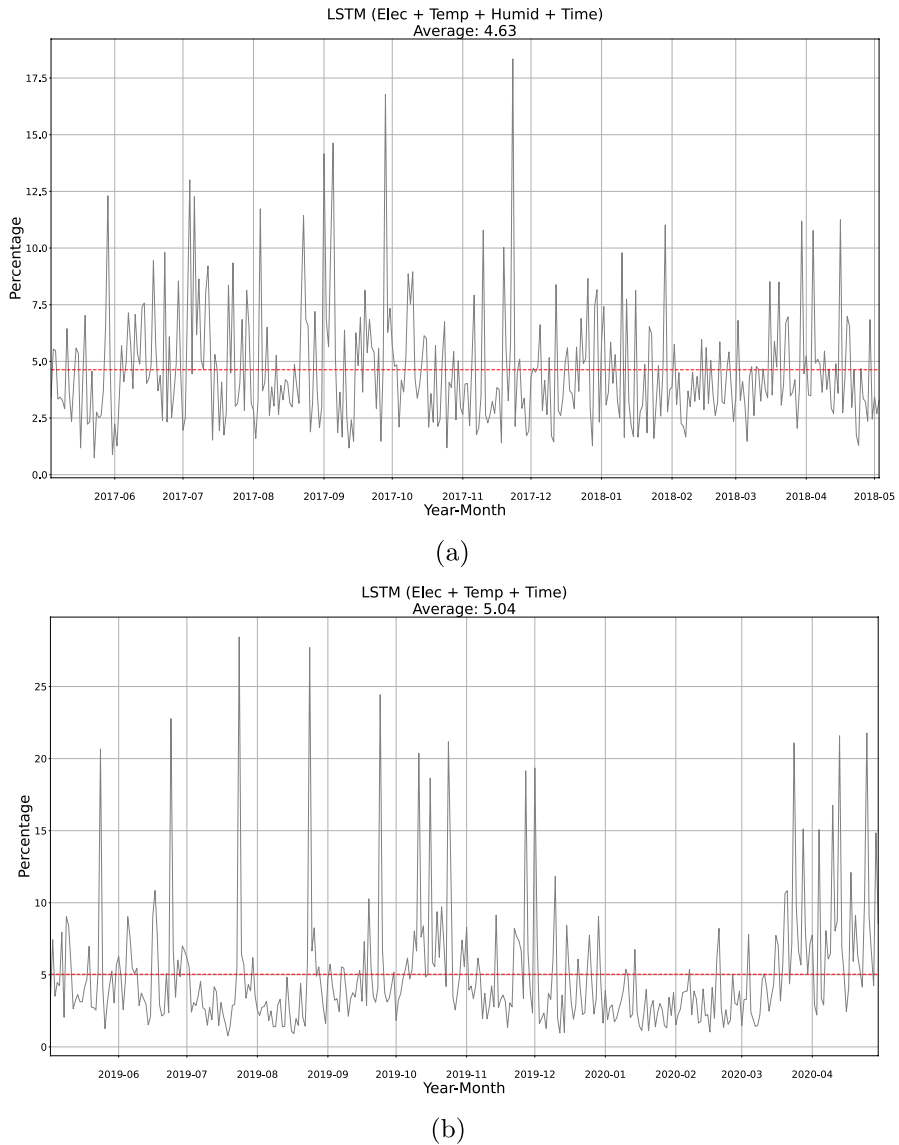 LSTM (Elec + Temp + Humid + Time)
Average: 4.63
17.5
15.0
12.5
10.0
7.5
5.0
2.5
0.0
Percentage
2017-06 2017-07 2017-08 2017-09 2017-10 2017-11 2017-12 2018-01 2018-02 2018-03 2018-04 2018-05
Year-Month
(a)
LSTM (Elec + Temp + Time)
Average: 5.04
25
20
15
10
5
0
Percentage
2019-06 2019-07 2019-08 2019-09 2019-10 2019-11 2019-12 2020-01 2020-02 2020-03 2020-04
Year-Month
(b)